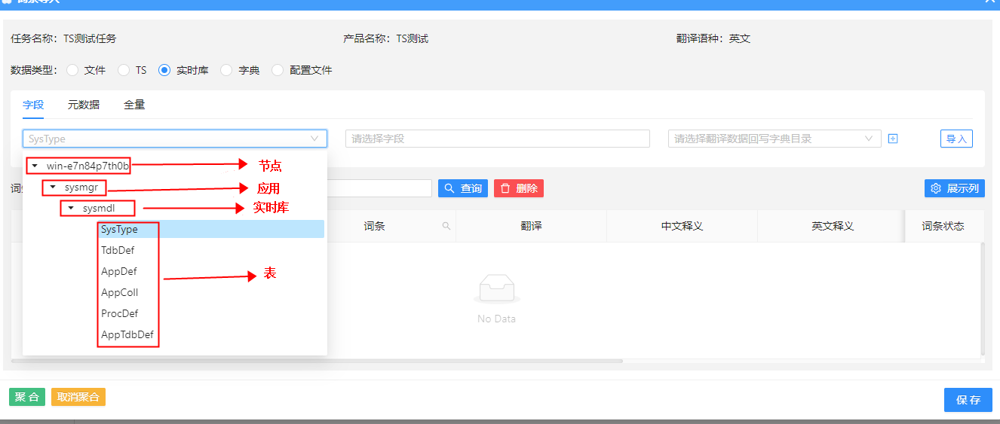 词条导入
任务名称：TS测试任务 产品名称：TS测试 翻译语种：英文
数据类型： 文件 TS 实时库 字典 配置文件
字段 元数据 全量
SysType 请选择字段 请选择翻译数据回写字典目录 导入
win-e7n84p7th0b 节点
sysmgr 应用
词 查询 删除 展示列
sysmdl 实时库
词条 翻译 中文释义 英文释义 词条状态
SysType
TdbDef
AppDef 表
AppColl
ProcDef
No Data
AppTdbDef
聚合 取消聚合 保存